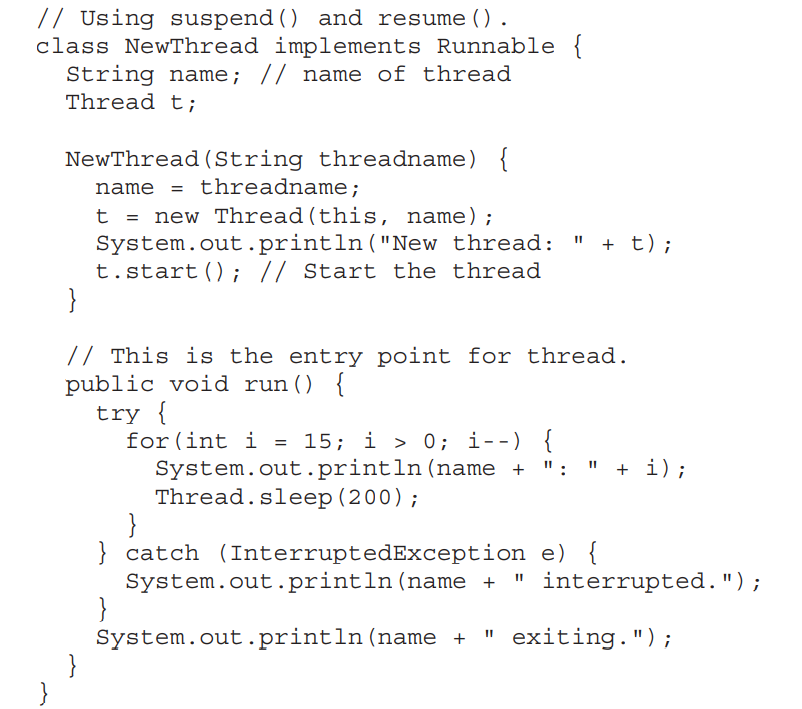 // Using suspend() and resume().
class NewThread implements Runnable {
  String name; // name of thread
  Thread t;

  NewThread(String threadname) {
    name = threadname;
    t = new Thread(this, name);
    System.out.println("New thread: " + t);
    t.start(); // Start the thread
  }

  // This is the entry point for thread.
  public void run() {
    try {
      for(int i = 15; i > 0; i--) {
        System.out.println(name + ": " + i);
        Thread.sleep(200);
      }
    } catch (InterruptedException e) {
      System.out.println(name + " interrupted.");
    }
    System.out.println(name + " exiting.");
  }
}